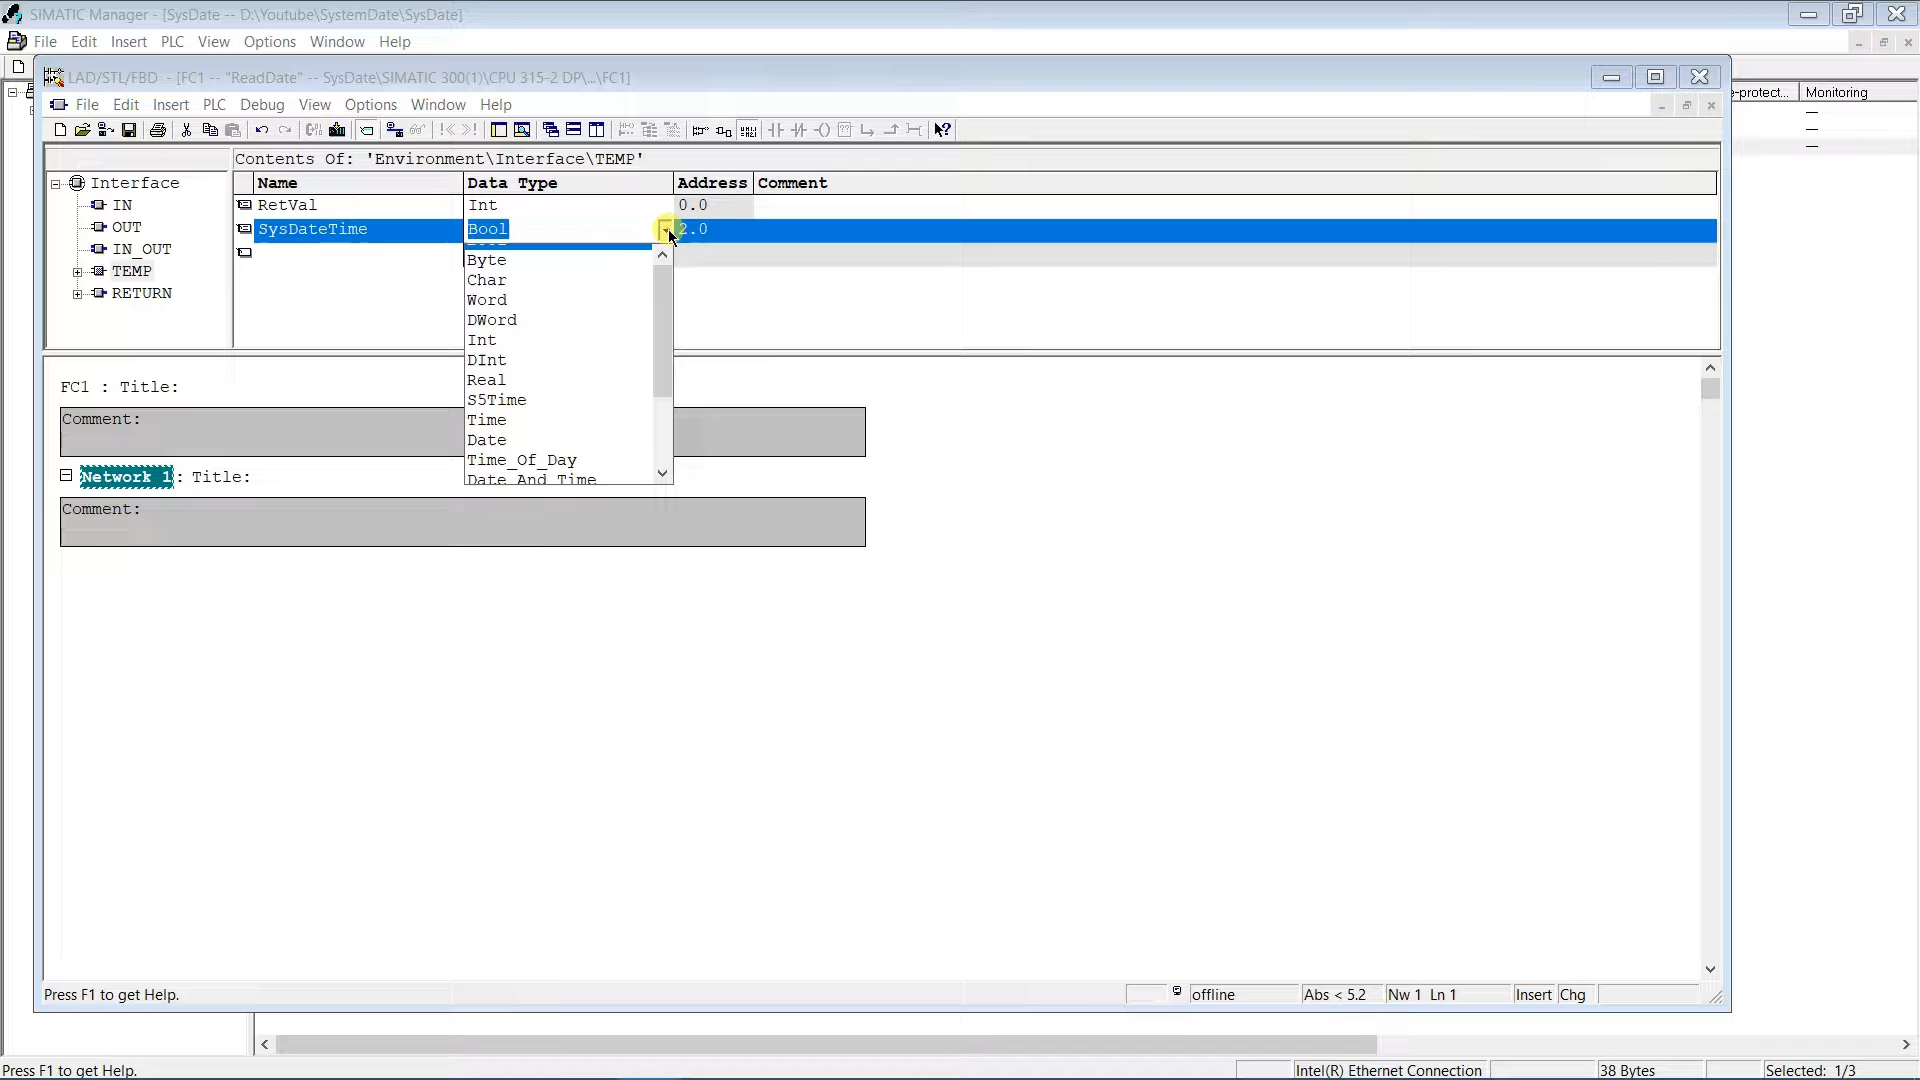 SIMATIC Manager - [SysDate -- D:\Youtube\SystemDate\SysDate]
File Edit Insert PLC View Options Window Help
LAD/STL/FBD - [FC1 -- "ReadDate" -- SysDate\SIMATIC 300(1)\CPU 315-2 DP\...\FC1]
File Edit Insert PLC Debug View Options Window Help
e-protect... Monitoring
Contents Of: 'Environment\Interface\TEMP'
Interface
IN
OUT
IN_OUT
TEMP
RETURN
Name Data Type Address Comment
RetVal Int 0.0
SysDateTime Bool 2.0
Byte
Char
Word
DWord
Int
DInt
Real
S5Time
Time
Date
Time_Of_Day
Date_And_Time
FC1 : Title:
Comment:
Network 1: Title:
Comment:
Press F1 to get Help. offline Abs < 5.2 Nw 1 Ln 1 Insert Chg
Press F1 to get Help. Intel(R) Ethernet Connection 38 Bytes Selected: 1/3